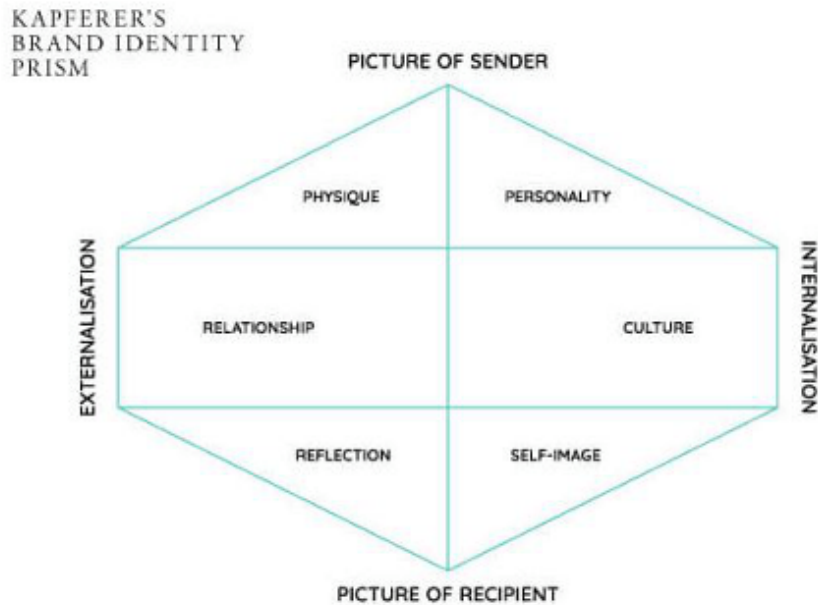 KAPFERER'S
BRAND IDENTITY
PRISM
PICTURE OF SENDER
PHYSIQUE
PERSONALITY
EXTERNALISATION
INTERNALISATION
RELATIONSHIP
CULTURE
REFLECTION
SELF-IMAGE
PICTURE OF RECIPIENT